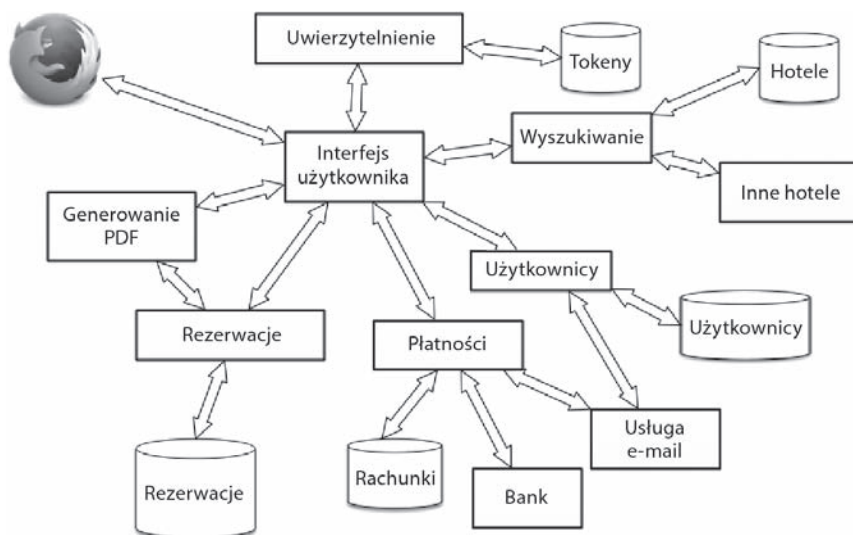 Uwierzytelnienie
Tokeny
Hotele
Interfejs
użytkownika
Wyszukiwanie
Inne hotele
Generowanie
PDF
Użytkownicy
Użytkownicy
Rezerwacje
Płatności
Usługa
e-mail
Rezerwacje
Rachunki
Bank